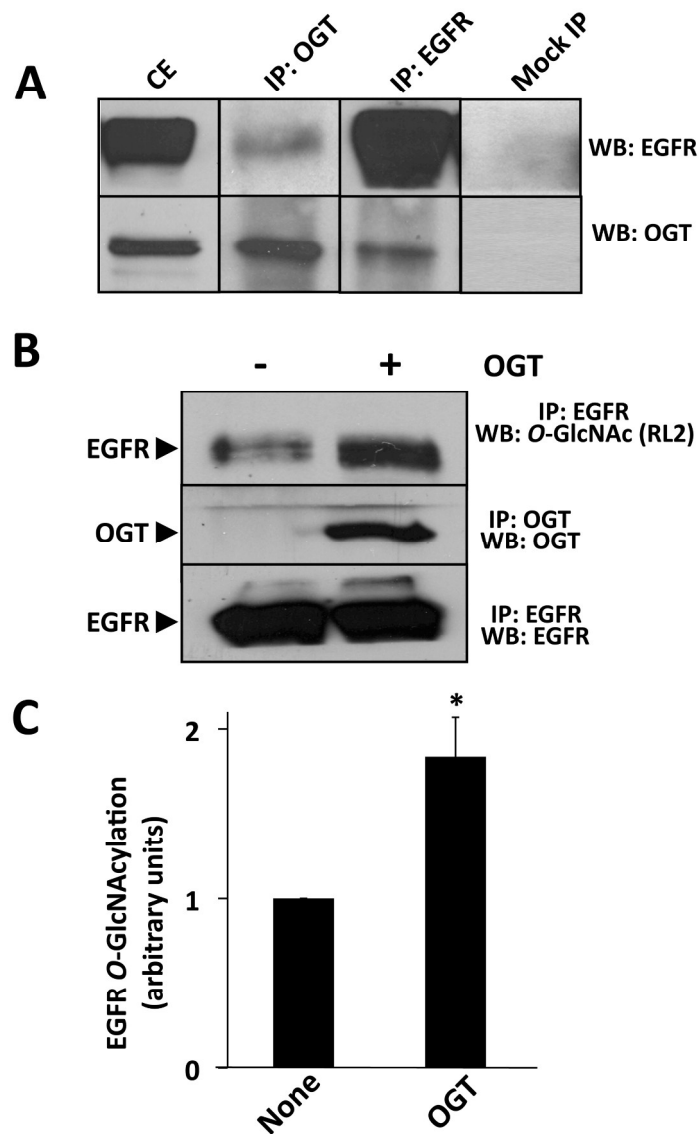 A
CE
IP: OGT
IP: EGFR
Mock IP
WB: EGFR
WB: OGT
B
- + OGT
EGFR
IP: EGFR
WB: O-GlcNAc (RL2)
OGT
IP: OGT
WB: OGT
EGFR
IP: EGFR
WB: EGFR
C
EGFR O-GlcNAcylation
(arbitrary units)
2
1
0
*
None
OGT